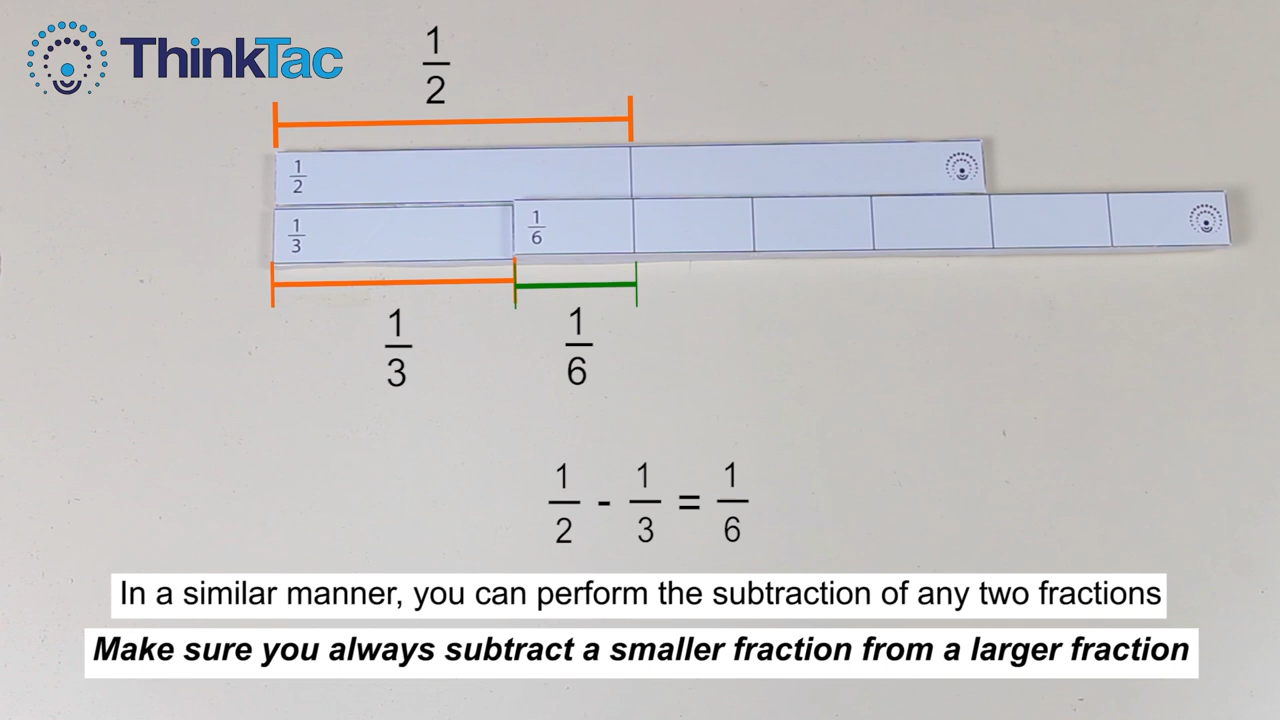 ThinkTac
1/2
1/2
1/3
1/6
1/3
1/6
1/2 - 1/3 = 1/6
In a similar manner, you can perform the subtraction of any two fractions
Make sure you always subtract a smaller fraction from a larger fraction